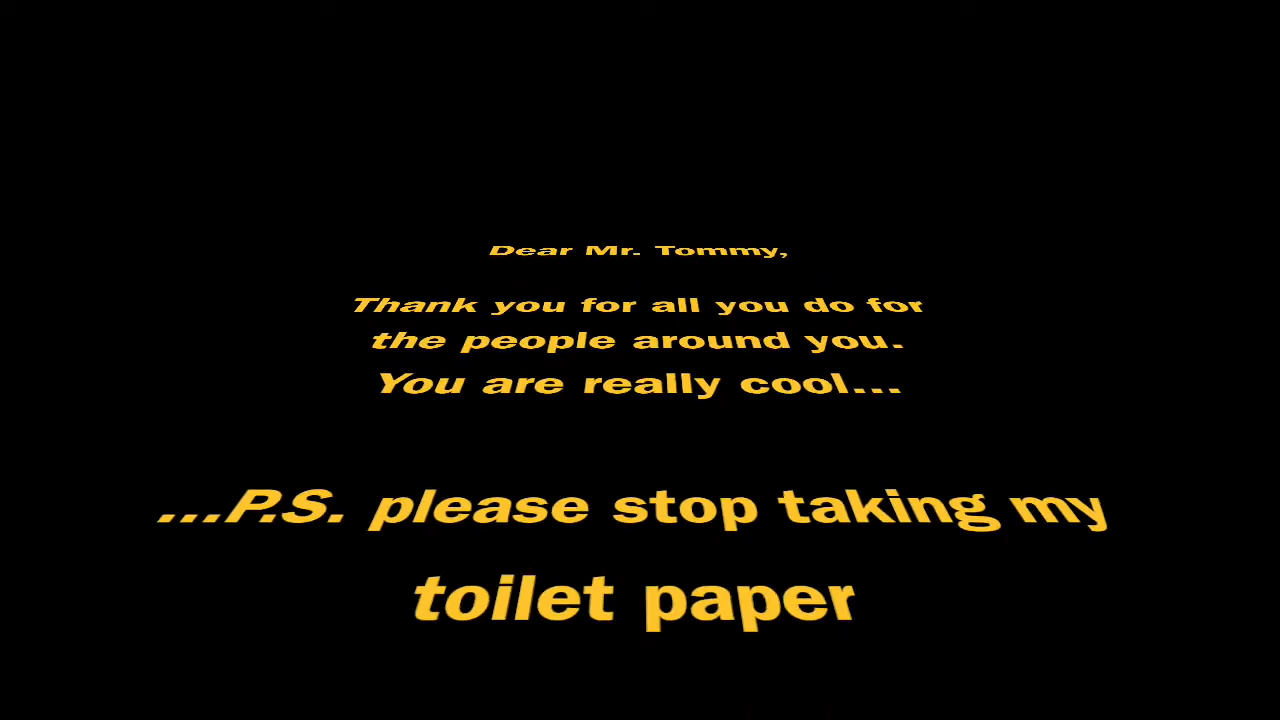 Dear Mr. Tommy,
Thank you for all you do for
the people around you.
You are really cool...
...P.S. please stop taking my
toilet paper